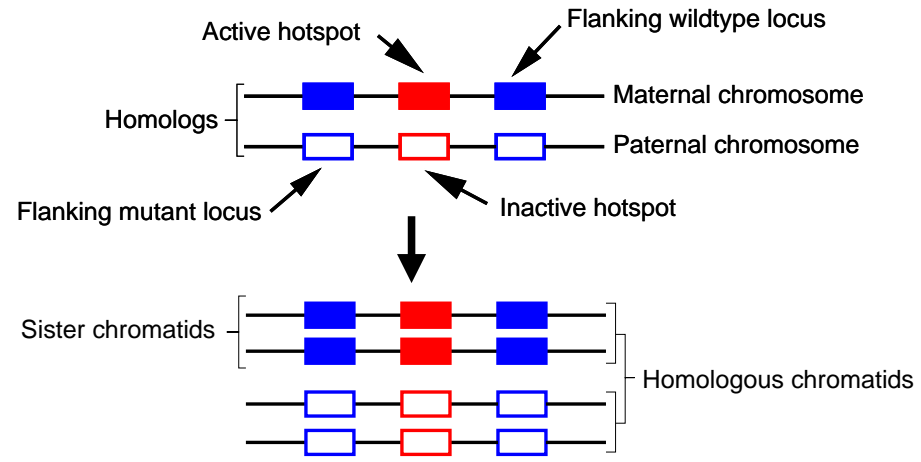 Flanking wildtype locus
Active hotspot
Maternal chromosome
Homologs
Paternal chromosome
Flanking mutant locus
Inactive hotspot
Sister chromatids
Homologous chromatids